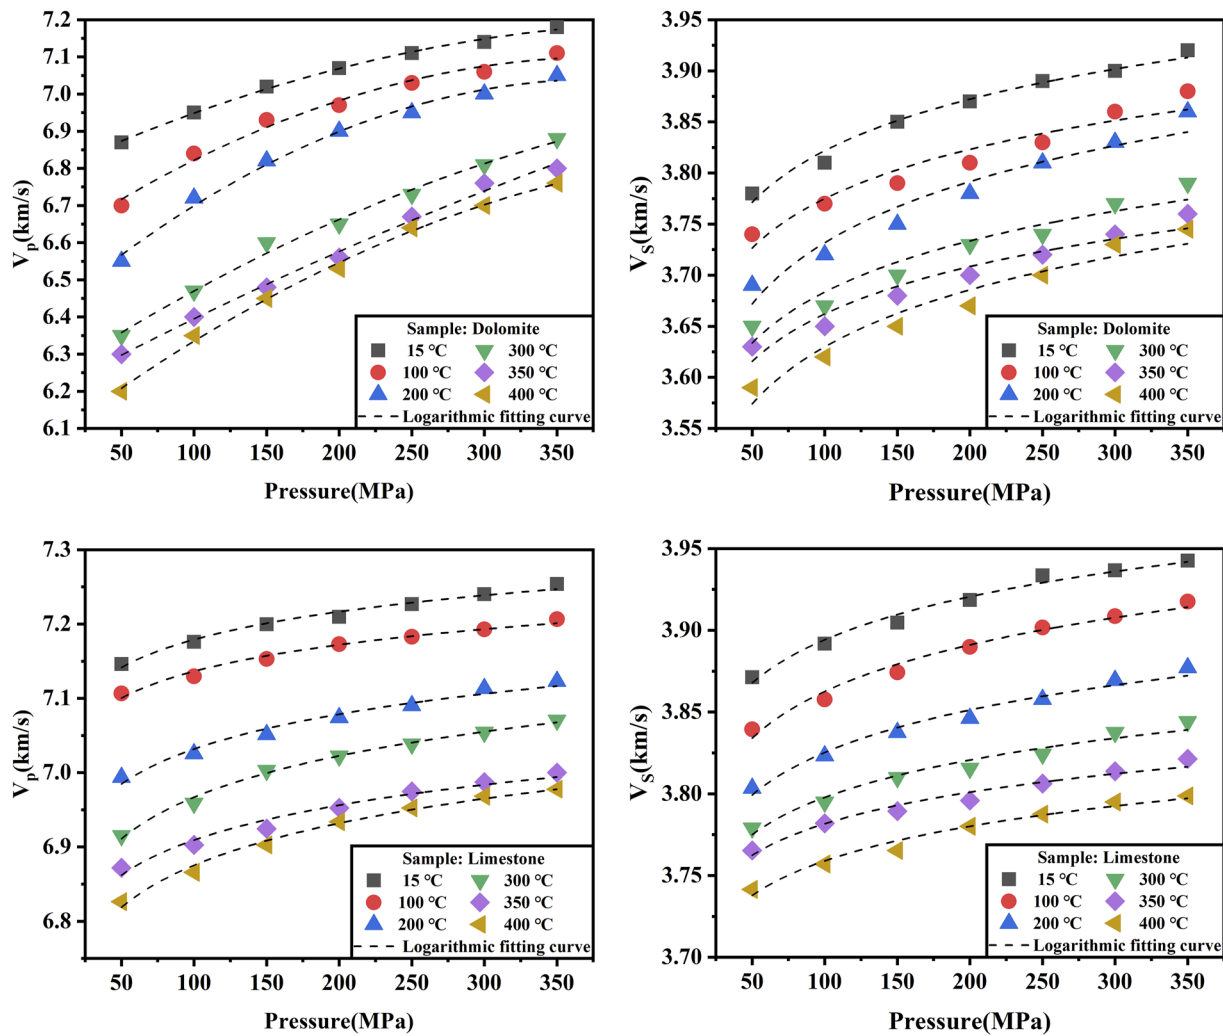 7.2
7.1
7.0
6.9
6.8
6.7
6.6
6.5
6.4
6.3
6.2
6.1
Vp(km/s)
Sample: Dolomite
15 °C 300 °C
100 °C 350 °C
200 °C 400 °C
Logarithmic fitting curve
50 100 150 200 250 300 350
Pressure(MPa)
3.95
3.90
3.85
3.80
3.75
3.70
3.65
3.60
3.55
VS(km/s)
Sample: Dolomite
15 °C 300 °C
100 °C 350 °C
200 °C 400 °C
Logarithmic fitting curve
50 100 150 200 250 300 350
Pressure(MPa)
7.3
7.2
7.1
7.0
6.9
6.8
Vp(km/s)
Sample: Limestone
15 °C 300 °C
100 °C 350 °C
200 °C 400 °C
Logarithmic fitting curve
50 100 150 200 250 300 350
Pressure(MPa)
3.95
3.90
3.85
3.80
3.75
3.70
VS(km/s)
Sample: Limestone
15 °C 300 °C
100 °C 350 °C
200 °C 400 °C
Logarithmic fitting curve
50 100 150 200 250 300 350
Pressure(MPa)